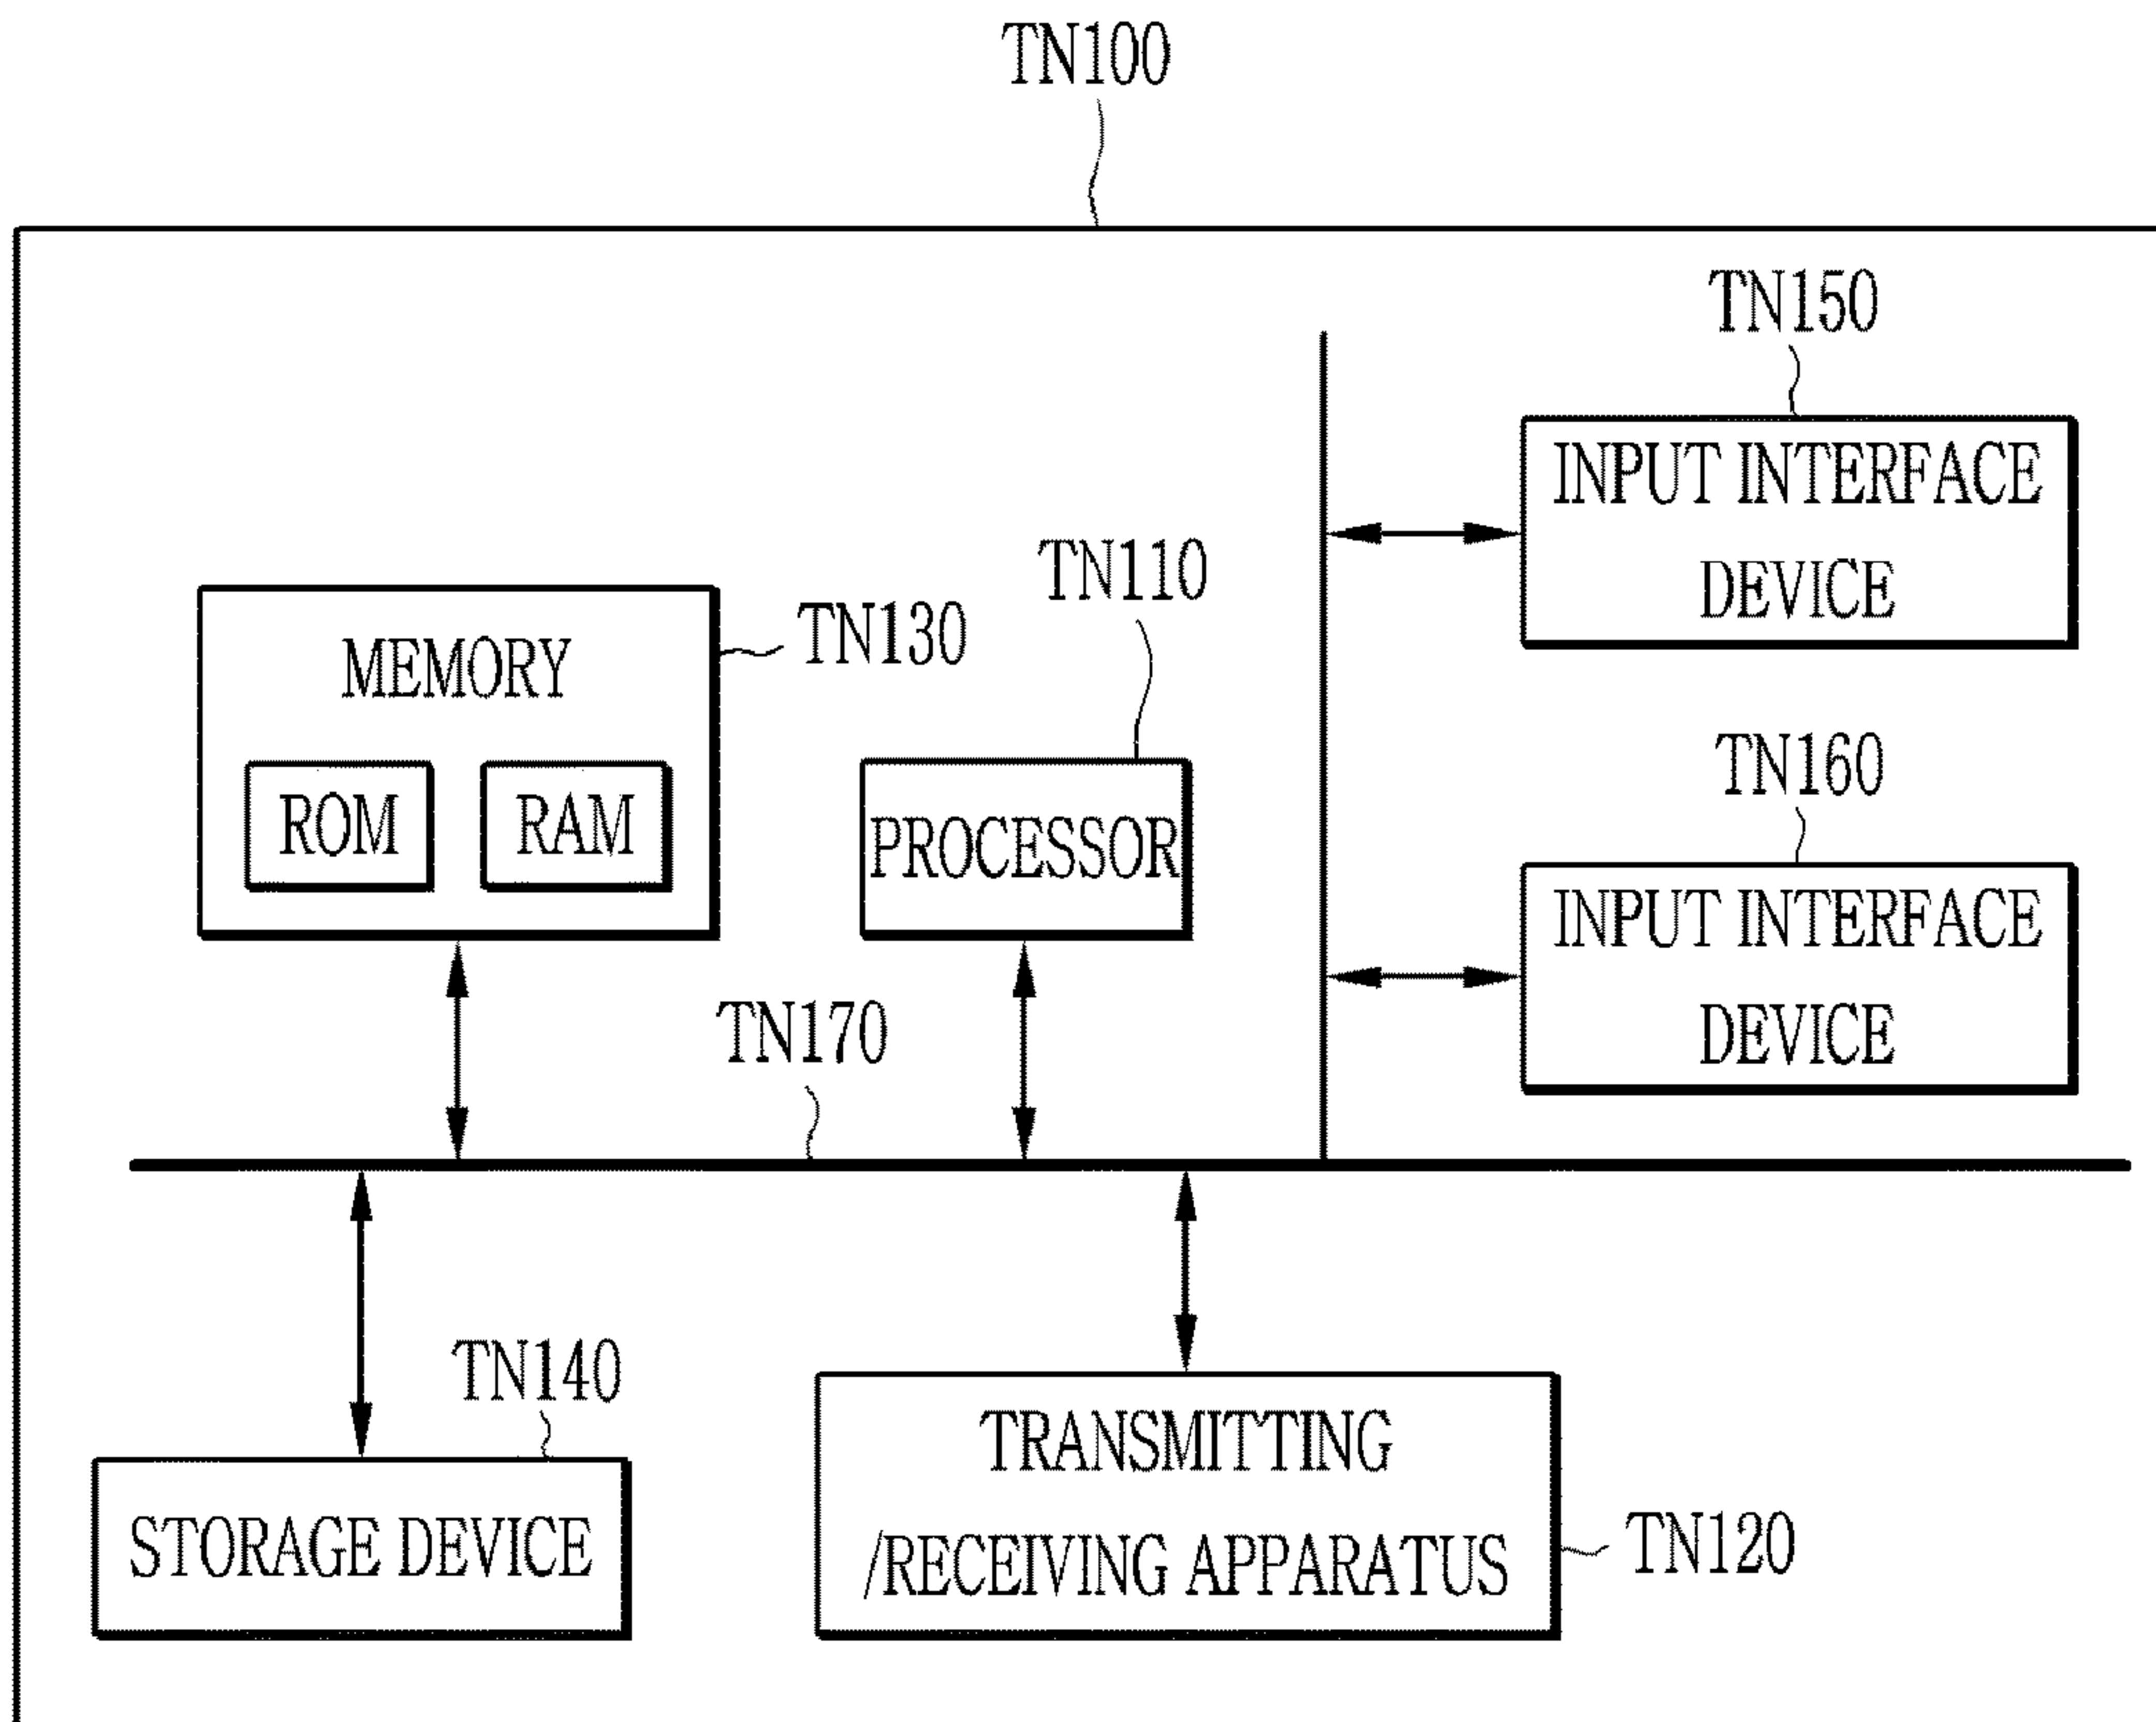 TN100
TN150
INPUT INTERFACE
DEVICE
TN110
TN130
MEMORY
ROM
RAM
PROCESSOR
TN160
INPUT INTERFACE
DEVICE
TN170
TN140
STORAGE DEVICE
TRANSMITTING
/RECEIVING APPARATUS
TN120